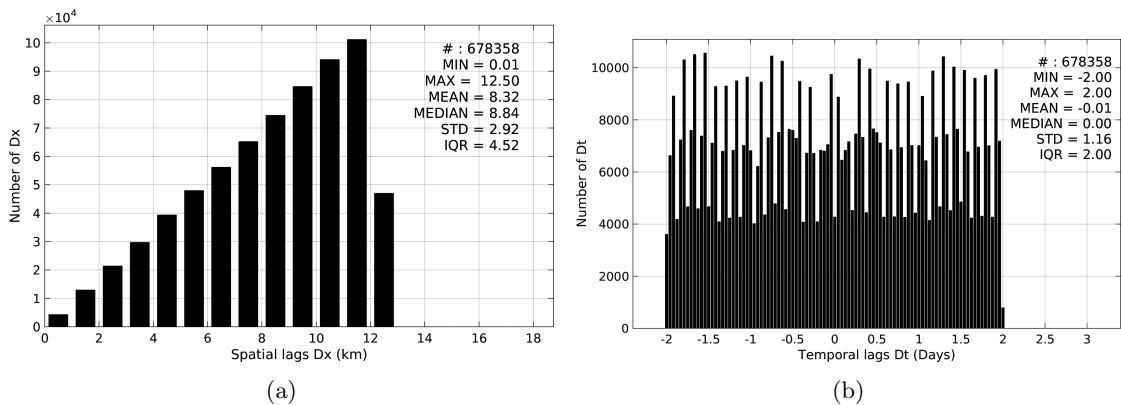 ×10⁴
10
9
8
7
6
5
4
3
2
1
0
Number of Dx
# : 678358
MIN = 0.01
MAX = 12.50
MEAN = 8.32
MEDIAN = 8.84
STD = 2.92
IQR = 4.52
0 2 4 6 8 10 12 14 16 18
Spatial lags Dx (km)
(a)
10000
8000
6000
4000
2000
0
Number of Dt
# : 678358
MIN = -2.00
MAX = 2.00
MEAN = -0.01
MEDIAN = 0.00
STD = 1.16
IQR = 2.00
-2 -1.5 -1 -0.5 0 0.5 1 1.5 2 2.5 3
Temporal lags Dt (Days)
(b)